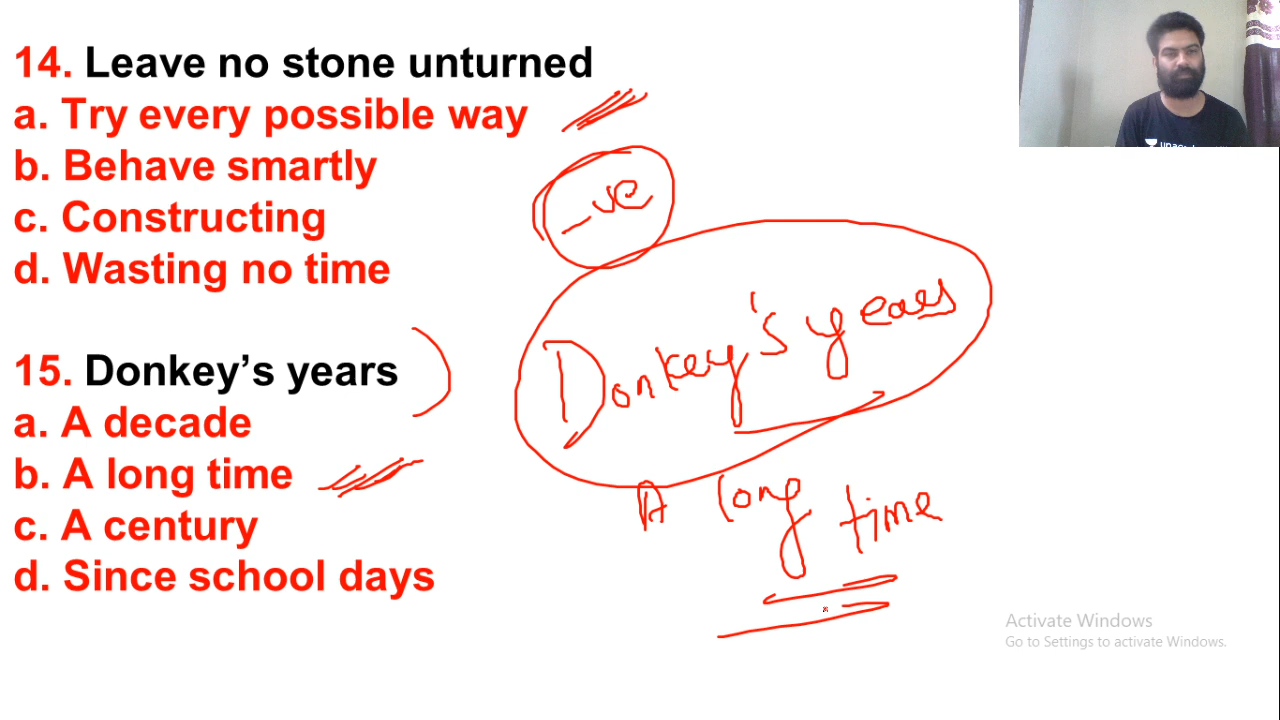 14. Leave no stone unturned
a. Try every possible way
b. Behave smartly
c. Constructing
d. Wasting no time
-ve
15. Donkey’s years
a. A decade
b. A long time
c. A century
d. Since school days
Donkey's years
A long time
Activate Windows
Go to Settings to activate Windows.